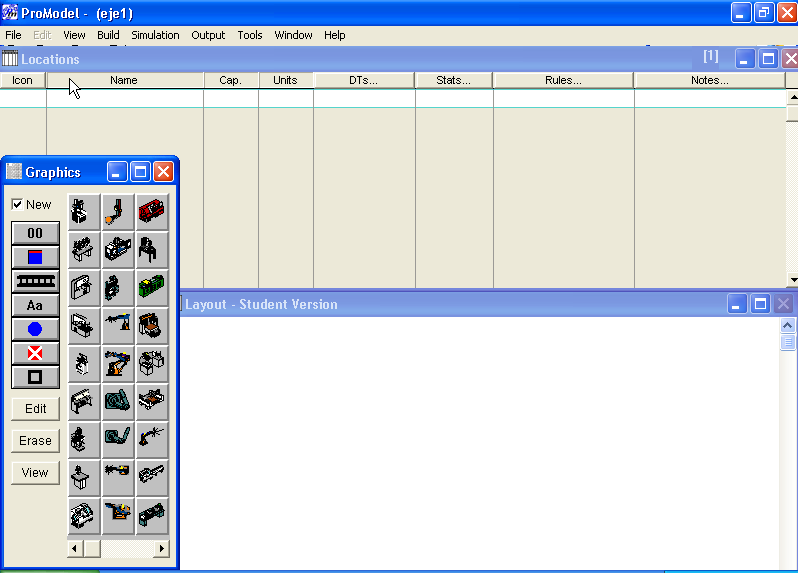 ProModel - (eje1)
File Edit View Build Simulation Output Tools Window Help
Locations [1]
Icon Name Cap. Units DTs... Stats... Rules... Notes...
Graphics
New
00
Aa
Edit
Erase
View
Layout - Student Version